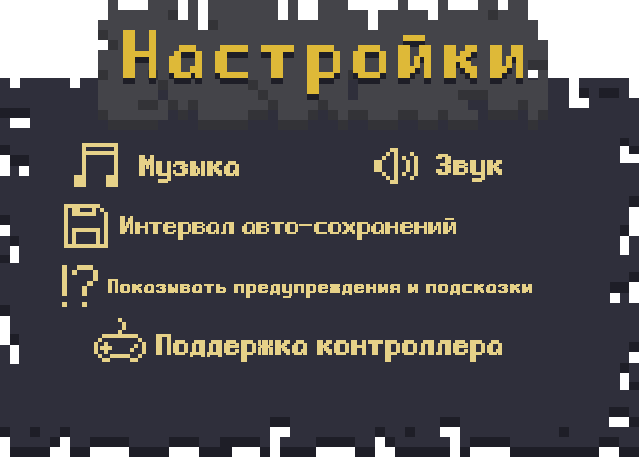 Настройки
Музыка Звук
Интервал авто-сохранений
Показывать предупреждения и подсказки
Поддержка контроллера